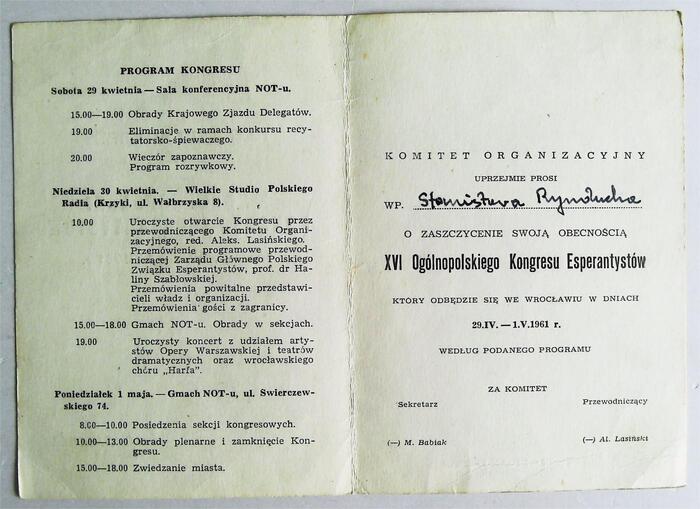 PROGRAM KONGRESU
Sobota 29 kwietnia — Sala konferencyjna NOT-u.
15.00—19.00 Obrady Krajowego Zjazdu Delegatów.
19.00 Eliminacje w ramach konkursu recy-
tatorsko-śpiewaczego.
20.00 Wieczór zapoznawczy.
Program rozrywkowy.
Niedziela 30 kwietnia. — Wielkie Studio Polskiego
Radia (Krzyki, ul. Wałbrzyska 8).
10.00 Uroczyste otwarcie Kongresu przez
przewodniczącego Komitetu Organi-
zacyjnego, red. Aleks. Lasińskiego.
Przemówienie programowe przewod-
niczącej Zarządu Głównego Polskiego
Związku Esperantystów, prof. dr Ha-
liny Szabłowskiej.
Przemówienia powitalne przedstawi-
cieli władz i organizacji.
Przemówienia gości z zagranicy.
15.00—18.00 Gmach NOT-u. Obrady w sekcjach.
19.00 Uroczysty koncert z udziałem arty-
stów Opery Warszawskiej i teatrów
dramatycznych oraz wrocławskiego
chóru „Harfa".
Poniedziałek 1 maja. — Gmach NOT-u, ul. Swierczew-
skiego 74.
8.00—10.00 Posiedzenia sekcji kongresowych.
10.00—13.00 Obrady plenarne i zamknięcie Kon-
gresu.
15.00—18.00 Zwiedzanie miasta.
KOMITET ORGANIZACYJNY
UPRZEJMIE PROSI
WP. Stanisława Rynducha
O ZASZCZYCENIE SWOJĄ OBECNOŚCIĄ
XVI Ogólnopolskiego Kongresu Esperantystów
KTÓRY ODBĘDZIE SIĘ WE WROCŁAWIU W DNIACH
29.IV. — 1.V.1961 r.
WEDŁUG PODANEGO PROGRAMU
ZA KOMITET
Sekretarz Przewodniczący
(—) M. Babiak (—) Al. Lasiński